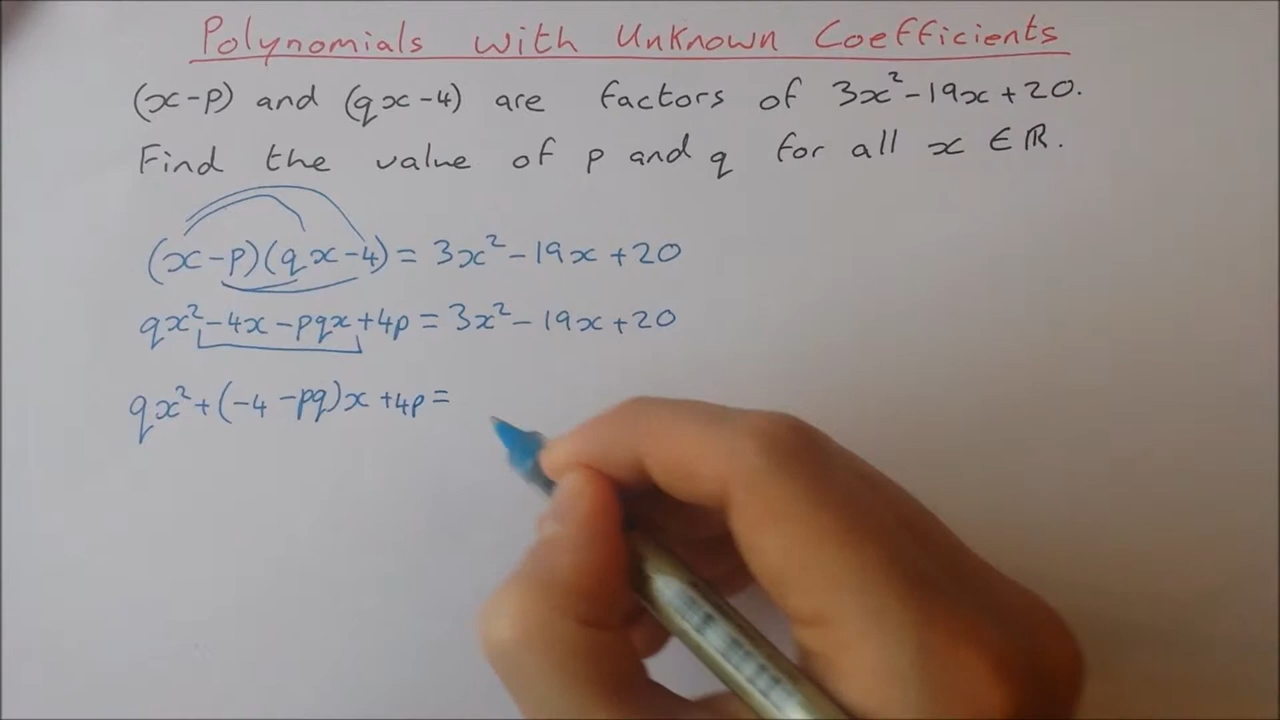 Polynomials with Unknown Coefficients
(x-p) and (qx-4) are factors of 3x²-19x+20.
Find the value of p and q for all x ∈ ℝ.
(x-p)(qx-4) = 3x²-19x+20
qx²-4x-pqx+4p = 3x²-19x+20
qx²+(-4-pq)x+4p =